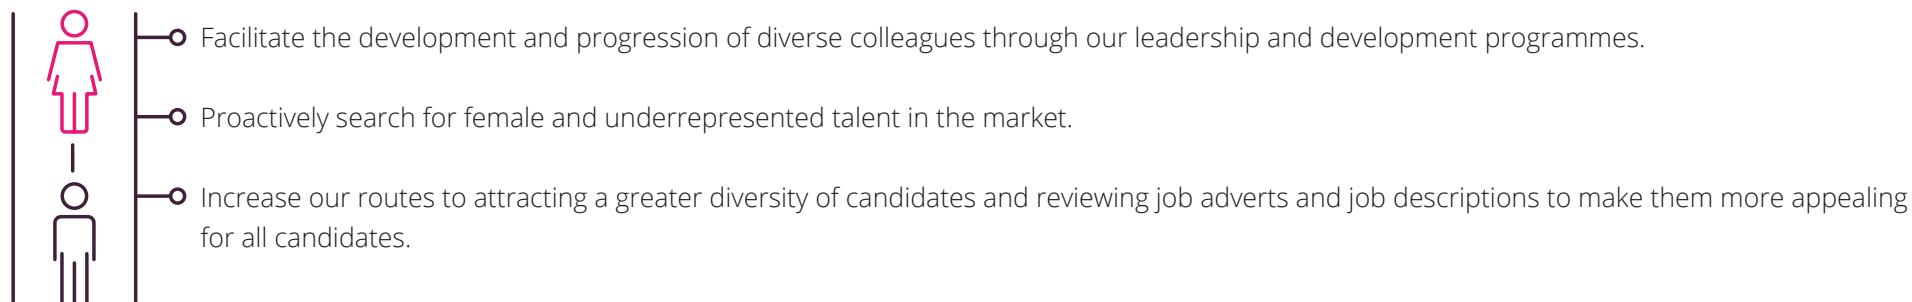 Facilitate the development and progression of diverse colleagues through our leadership and development programmes.
Proactively search for female and underrepresented talent in the market.
Increase our routes to attracting a greater diversity of candidates and reviewing job adverts and job descriptions to make them more appealing
for all candidates.